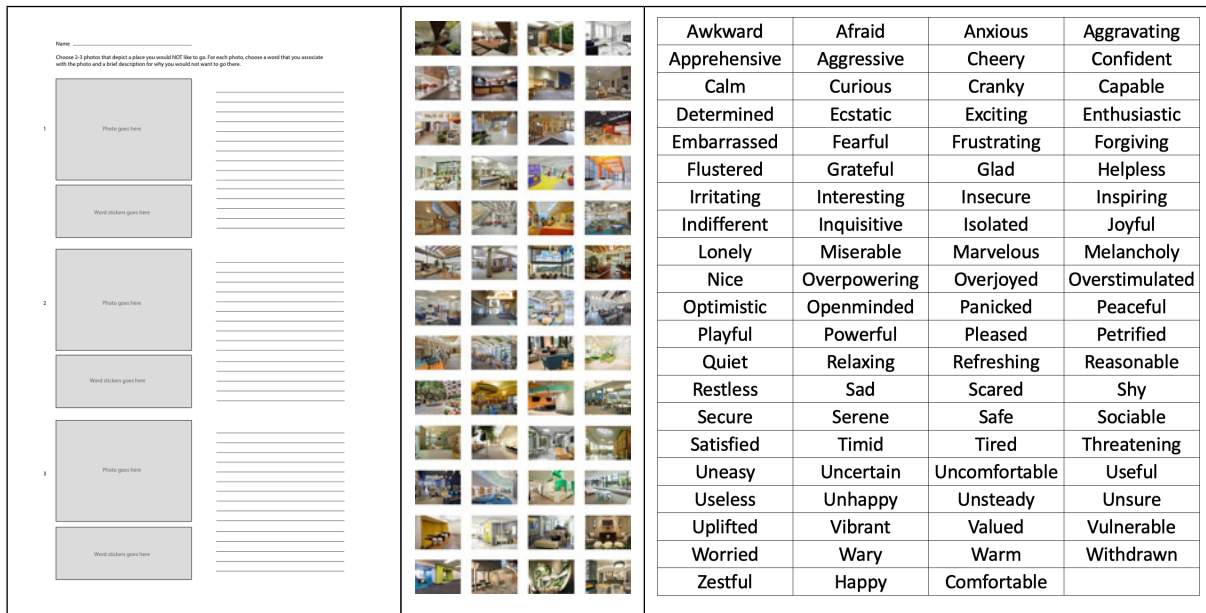 Name
Choose 2-3 photos that depict a place you would NOT like to go. For each photo, choose a word that you associate
with the photo and a brief description for why you would not want to go there.
1
Photo goes here
Word stickers goes here
2
Photo goes here
Word stickers goes here
3
Photo goes here
Word stickers goes here
Awkward Afraid Anxious Aggravating
Apprehensive Aggressive Cheery Confident
Calm Curious Cranky Capable
Determined Ecstatic Exciting Enthusiastic
Embarrassed Fearful Frustrating Forgiving
Flustered Grateful Glad Helpless
Irritating Interesting Insecure Inspiring
Indifferent Inquisitive Isolated Joyful
Lonely Miserable Marvelous Melancholy
Nice Overpowering Overjoyed Overstimulated
Optimistic Openminded Panicked Peaceful
Playful Powerful Pleased Petrified
Quiet Relaxing Refreshing Reasonable
Restless Sad Scared Shy
Secure Serene Safe Sociable
Satisfied Timid Tired Threatening
Uneasy Uncertain Uncomfortable Useful
Useless Unhappy Unsteady Unsure
Uplifted Vibrant Valued Vulnerable
Worried Wary Warm Withdrawn
Zestful Happy Comfortable